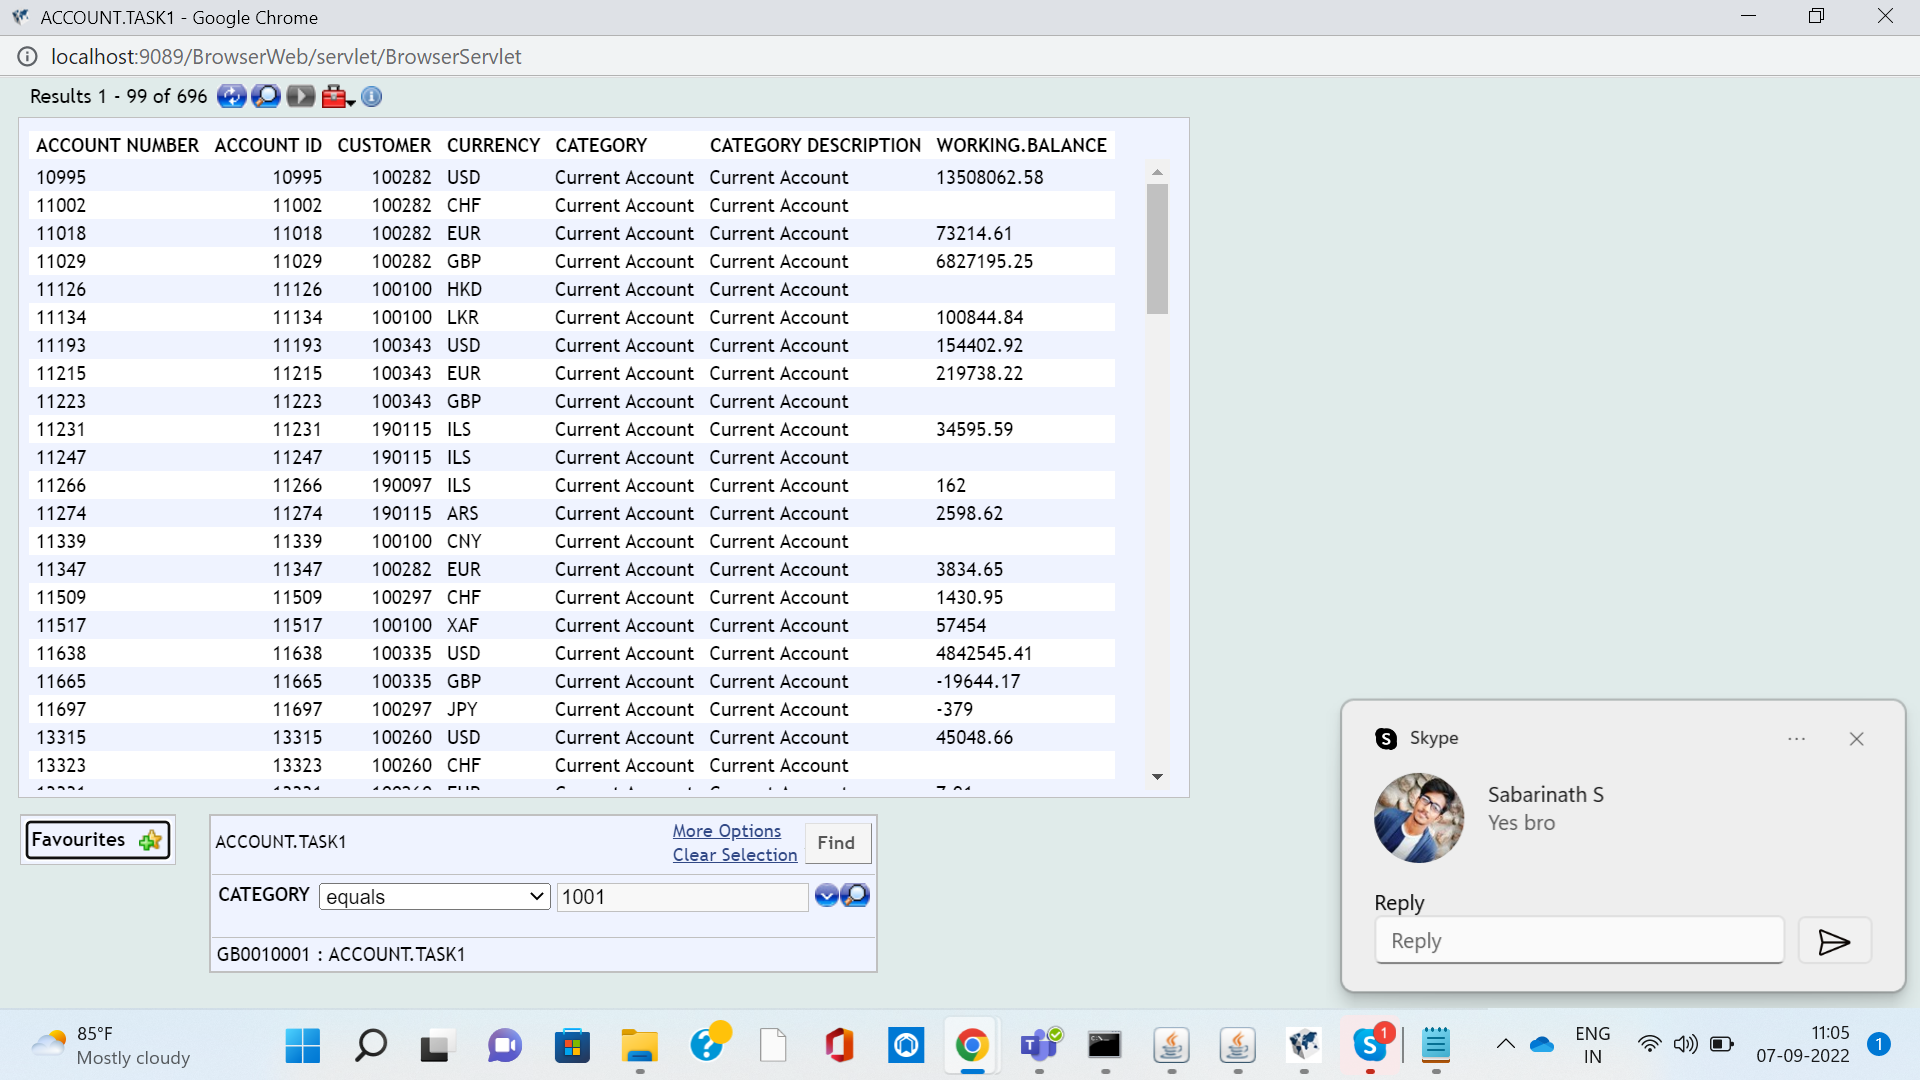 ACCOUNT.TASK1 - Google Chrome
localhost:9089/BrowserWeb/servlet/BrowserServlet
Results 1 - 99 of 696
ACCOUNT NUMBER ACCOUNT ID CUSTOMER CURRENCY CATEGORY CATEGORY DESCRIPTION WORKING.BALANCE
10995 10995 100282 USD Current Account Current Account 13508062.58
11002 11002 100282 CHF Current Account Current Account
11018 11018 100282 EUR Current Account Current Account 73214.61
11029 11029 100282 GBP Current Account Current Account 6827195.25
11126 11126 100100 HKD Current Account Current Account
11134 11134 100100 LKR Current Account Current Account 100844.84
11193 11193 100343 USD Current Account Current Account 154402.92
11215 11215 100343 EUR Current Account Current Account 219738.22
11223 11223 100343 GBP Current Account Current Account
11231 11231 190115 ILS Current Account Current Account 34595.59
11247 11247 190115 ILS Current Account Current Account
11266 11266 190097 ILS Current Account Current Account 162
11274 11274 190115 ARS Current Account Current Account 2598.62
11339 11339 100100 CNY Current Account Current Account
11347 11347 100282 EUR Current Account Current Account 3834.65
11509 11509 100297 CHF Current Account Current Account 1430.95
11517 11517 100100 XAF Current Account Current Account 57454
11638 11638 100335 USD Current Account Current Account 4842545.41
11665 11665 100335 GBP Current Account Current Account -19644.17
11697 11697 100297 JPY Current Account Current Account -379
13315 13315 100260 USD Current Account Current Account 45048.66
13323 13323 100260 CHF Current Account Current Account
Favourites
ACCOUNT.TASK1
More Options
Clear Selection
Find
CATEGORY equals 1001
GB0010001 : ACCOUNT.TASK1
Skype
Sabarinath S
Yes bro
Reply
Reply
85°F
Mostly cloudy
1
ENG
IN
11:05
07-09-2022
1